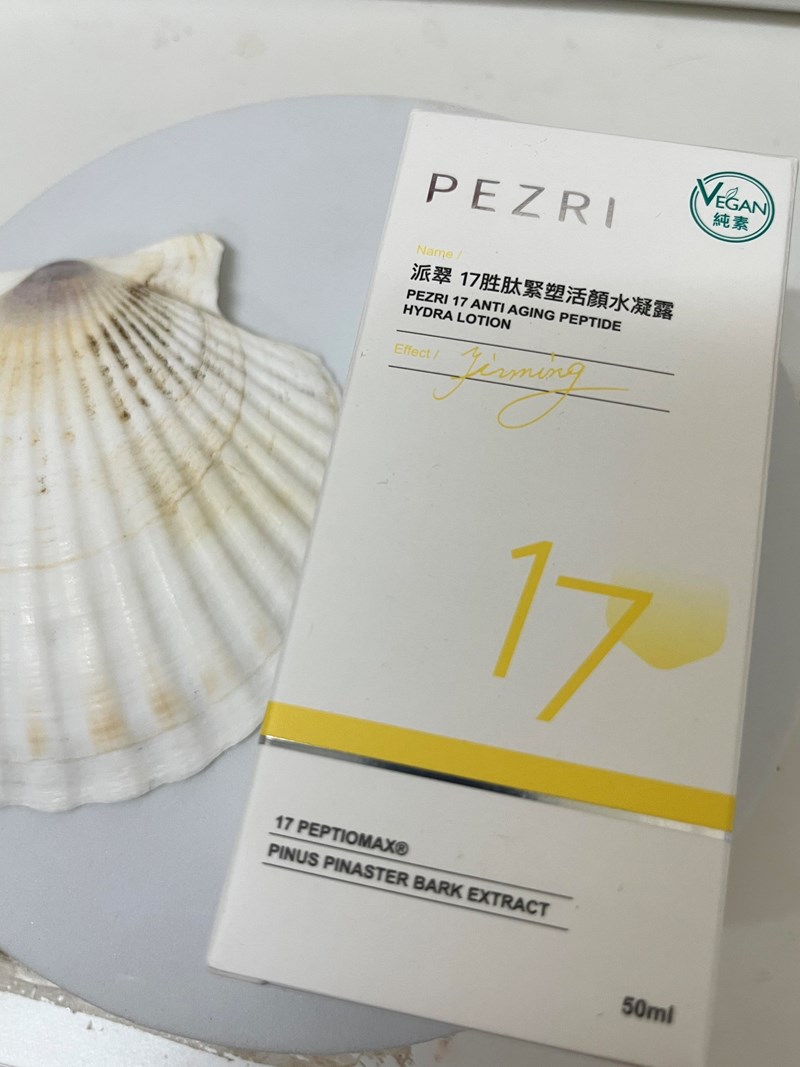 PEZRI
VEGAN
純素
Name /
派翠 17胜肽緊塑活顏水凝露
PEZRI 17 ANTI AGING PEPTIDE
HYDRA LOTION
Effect / Firming
17
17 PEPTIOMAX®
PINUS PINASTER BARK EXTRACT
50ml